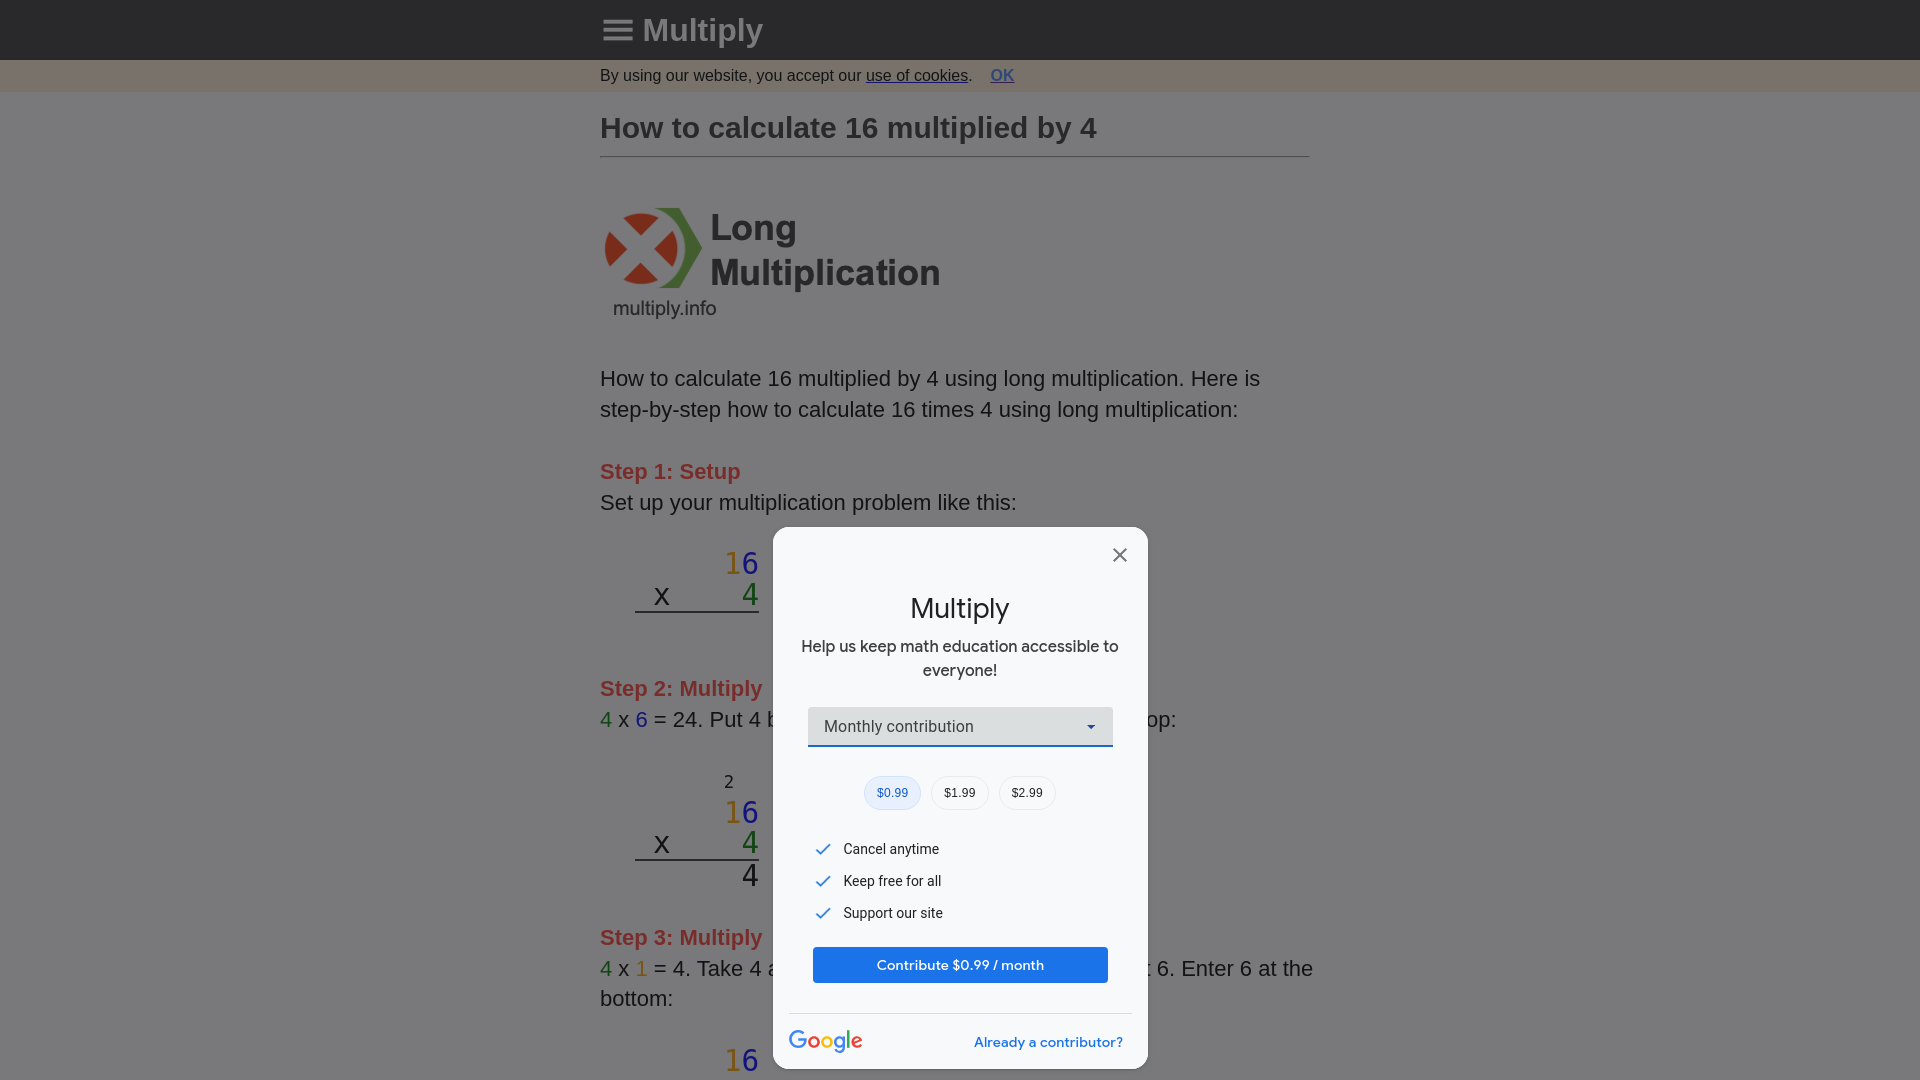 Multiply
By using our website, you accept our use of cookies. OK
How to calculate 16 multiplied by 4
Long
Multiplication
multiply.info
How to calculate 16 multiplied by 4 using long multiplication. Here is
step-by-step how to calculate 16 times 4 using long multiplication:
Step 1: Setup
Set up your multiplication problem like this:
16
x 4
Step 2: Multiply
4 x 6 = 24. Put 4 op:
2
16
x 4
4
Step 3: Multiply
4 x 1 = 4. Take 4 6. Enter 6 at the
bottom:
16
Multiply
Help us keep math education accessible to
everyone!
Monthly contribution
$0.99 $1.99 $2.99
Cancel anytime
Keep free for all
Support our site
Contribute $0.99 / month
Google Already a contributor?